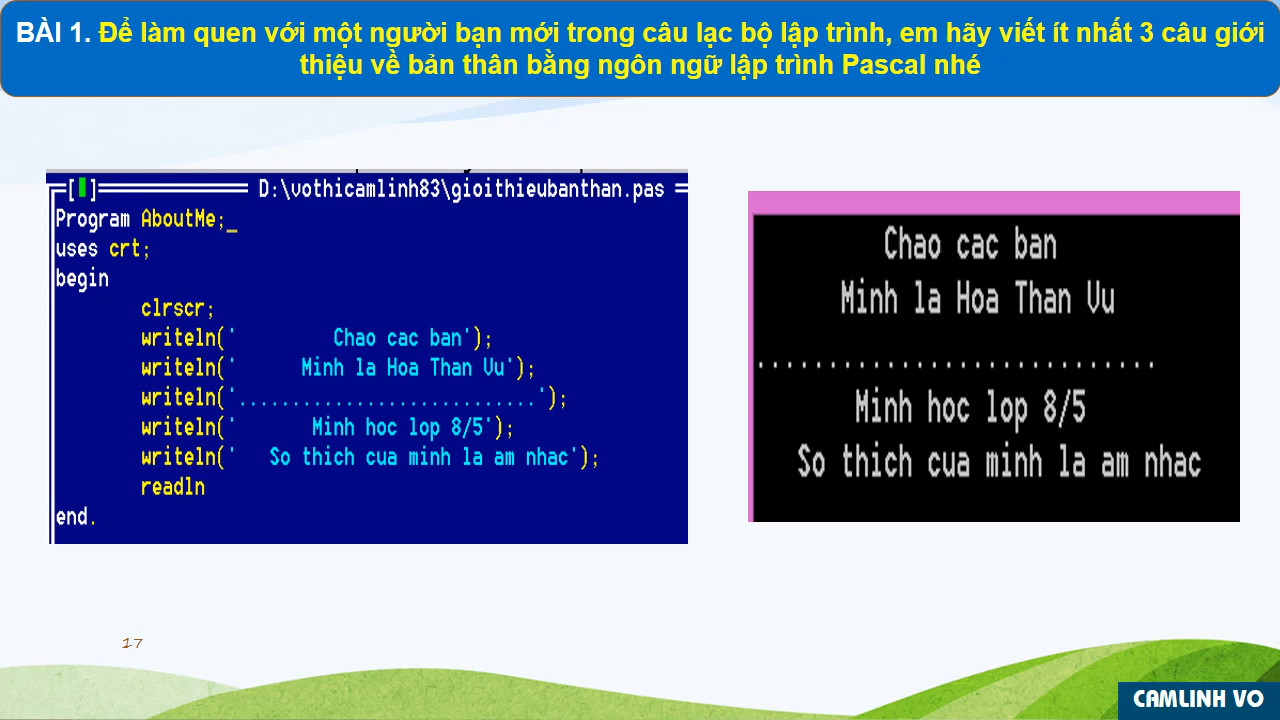 BÀI 1. Để làm quen với một người bạn mới trong câu lạc bộ lập trình, em hãy viết ít nhất 3 câu giới
thiệu về bản thân bằng ngôn ngữ lập trình Pascal nhé
D:\vothicamlinh83\gioithieubanthan.pas
Program AboutMe;_
uses crt;
begin
clrscr;
writeln('         Chao cac ban');
writeln('      Minh la Hoa Than Vu');
writeln('............................');
writeln('       Minh hoc lop 8/5');
writeln('   So thich cua minh la am nhac');
readln
end.
Chao cac ban
Minh la Hoa Than Vu
............................
Minh hoc lop 8/5
So thich cua minh la am nhac
17
CAMLINH VO